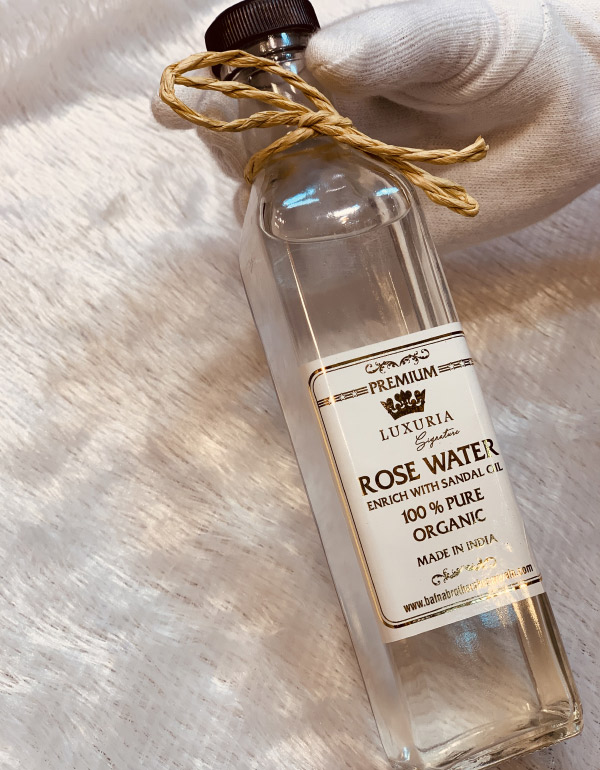 PREMIUM
LUXURIA
Signature
ROSE WATER
ENRICH WITH SANDAL OIL
100 % PURE
ORGANIC
MADE IN INDIA